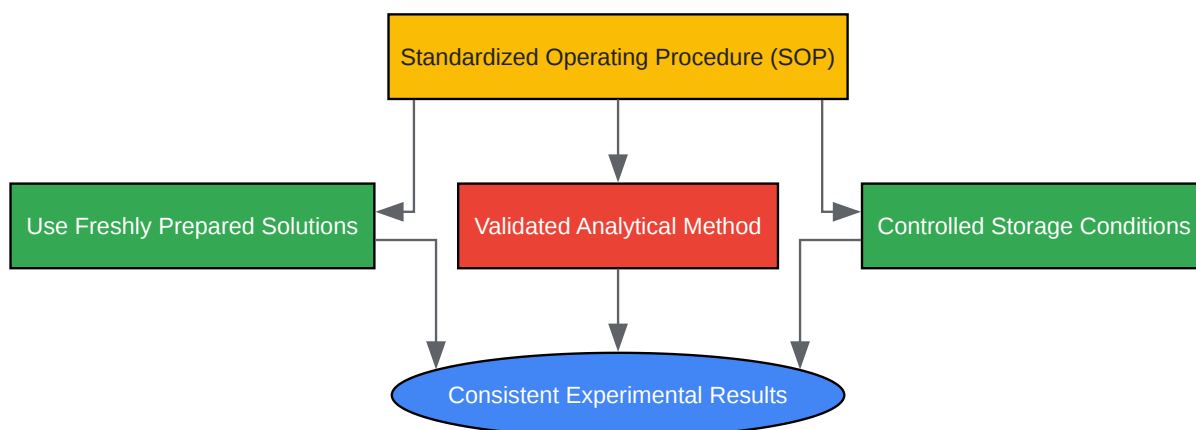 Standardized Operating Procedure (SOP)
Use Freshly Prepared Solutions
Validated Analytical Method
Controlled Storage Conditions
Consistent Experimental Results